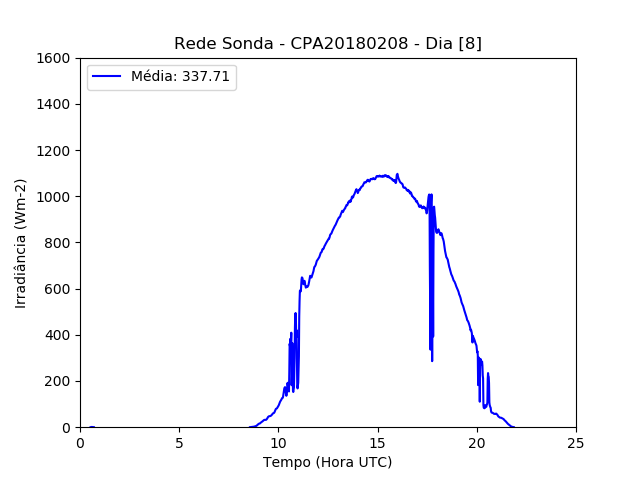 Rede Sonda - CPA20180208 - Dia [8]
Média: 337.71
1600
1400
1200
1000
800
600
400
200
0
Irradiância (Wm-2)
0 5 10 15 20 25
Tempo (Hora UTC)